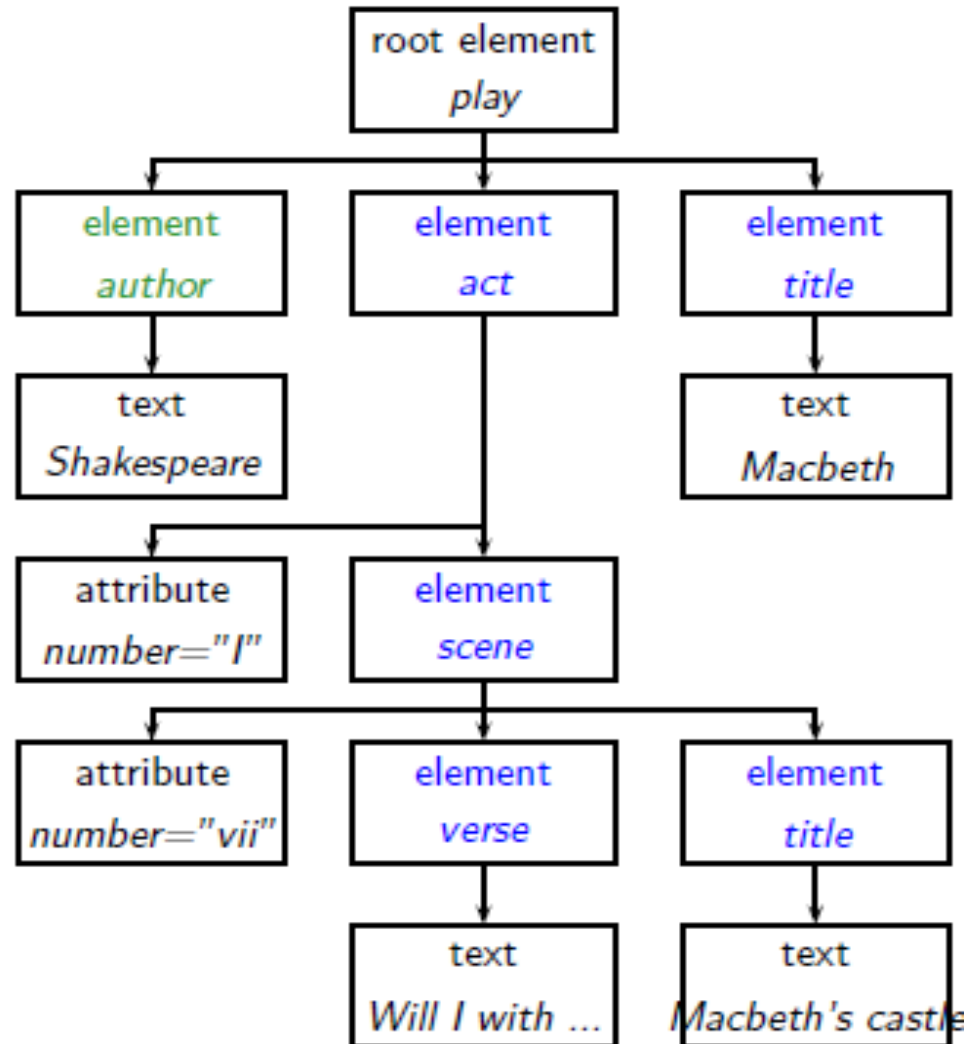 root element
play
element
author
element
act
element
title
text
Shakespeare
text
Macbeth
attribute
number="I"
element
scene
attribute
number="vii"
element
verse
element
title
text
Will I with ...
text
Macbeth's castle